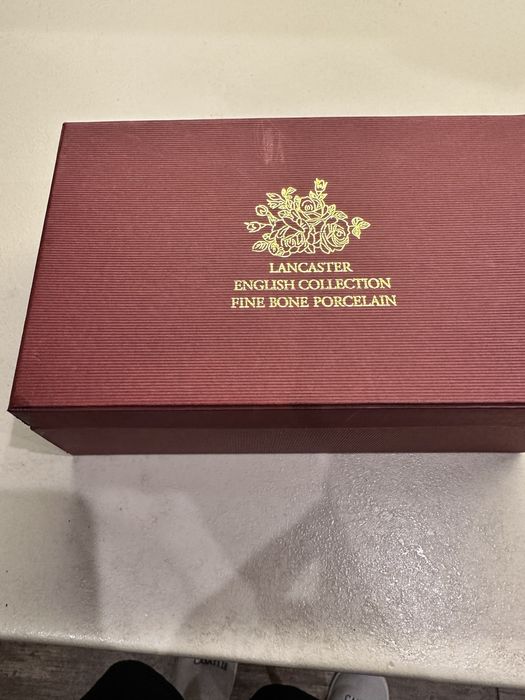 LANCASTER
ENGLISH COLLECTION
FINE BONE PORCELAIN